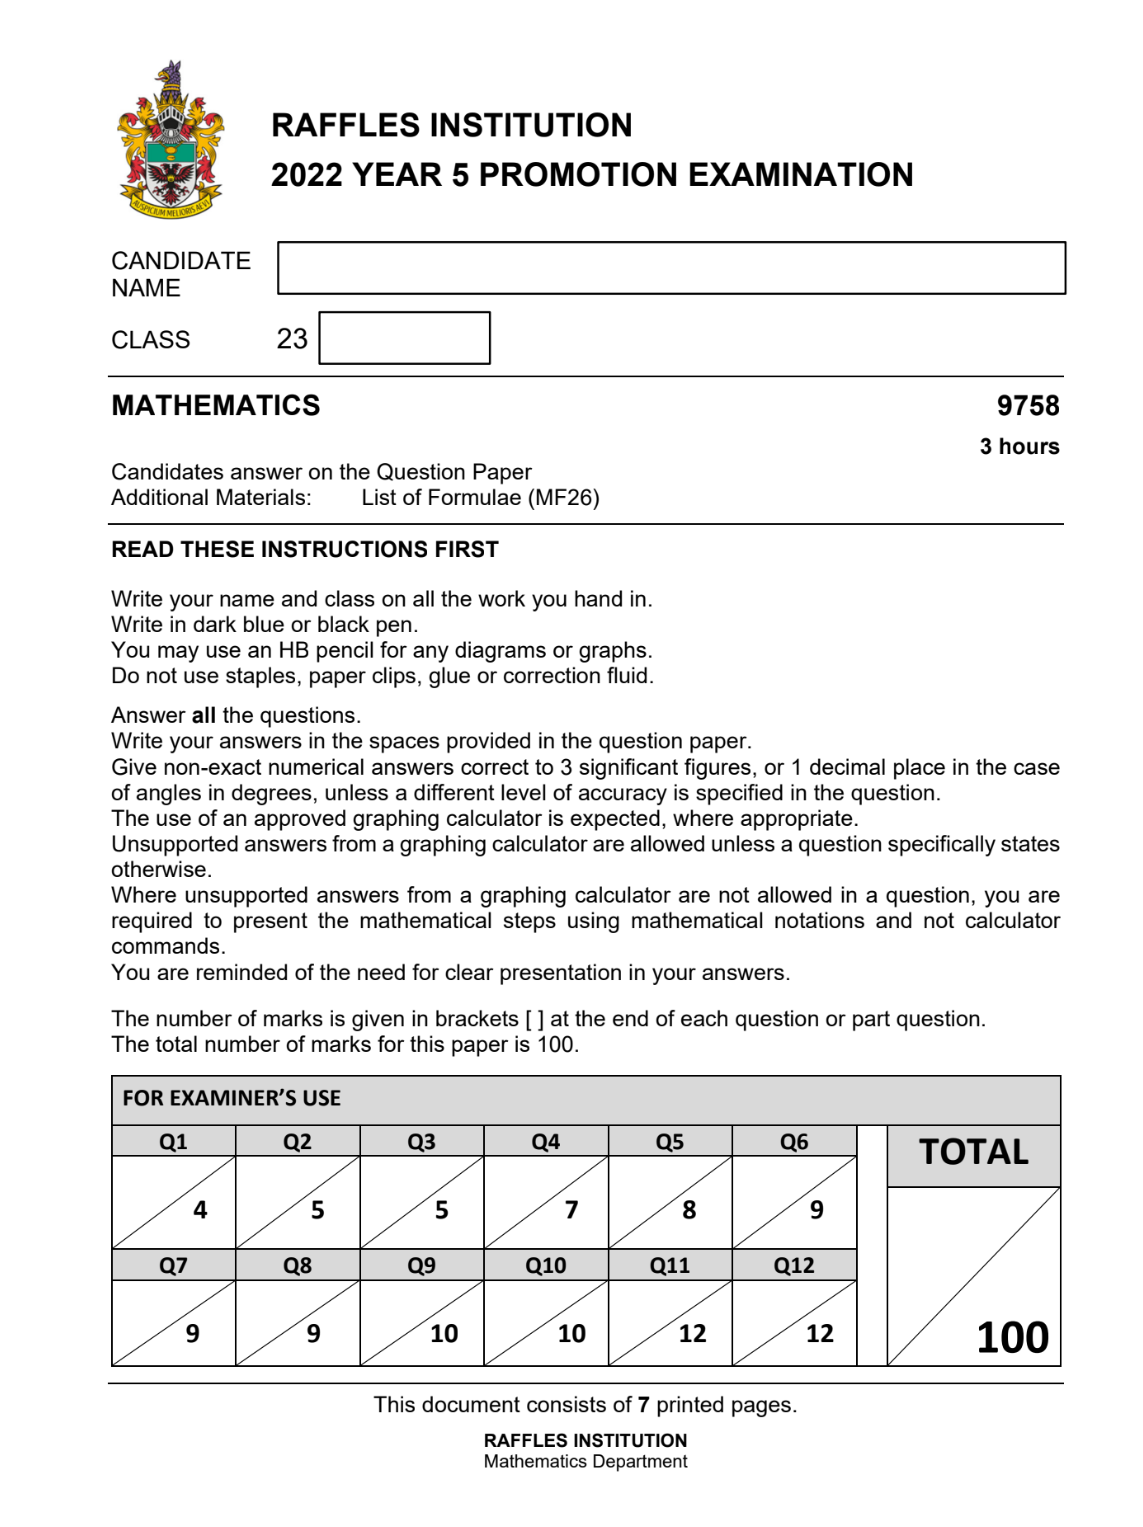 AUSPICIUM MELIORIS AEVI
RAFFLES INSTITUTION
2022 YEAR 5 PROMOTION EXAMINATION
CANDIDATE
NAME
CLASS 23
MATHEMATICS 9758
3 hours
Candidates answer on the Question Paper
Additional Materials: List of Formulae (MF26)
READ THESE INSTRUCTIONS FIRST
Write your name and class on all the work you hand in.
Write in dark blue or black pen.
You may use an HB pencil for any diagrams or graphs.
Do not use staples, paper clips, glue or correction fluid.
Answer all the questions.
Write your answers in the spaces provided in the question paper.
Give non-exact numerical answers correct to 3 significant figures, or 1 decimal place in the case
of angles in degrees, unless a different level of accuracy is specified in the question.
The use of an approved graphing calculator is expected, where appropriate.
Unsupported answers from a graphing calculator are allowed unless a question specifically states
otherwise.
Where unsupported answers from a graphing calculator are not allowed in a question, you are
required to present the mathematical steps using mathematical notations and not calculator
commands.
You are reminded of the need for clear presentation in your answers.
The number of marks is given in brackets [ ] at the end of each question or part question.
The total number of marks for this paper is 100.
FOR EXAMINER'S USE
Q1 Q2 Q3 Q4 Q5 Q6 TOTAL
4 5 5 7 8 9
Q7 Q8 Q9 Q10 Q11 Q12
9 9 10 10 12 12 100
This document consists of 7 printed pages.
RAFFLES INSTITUTION
Mathematics Department